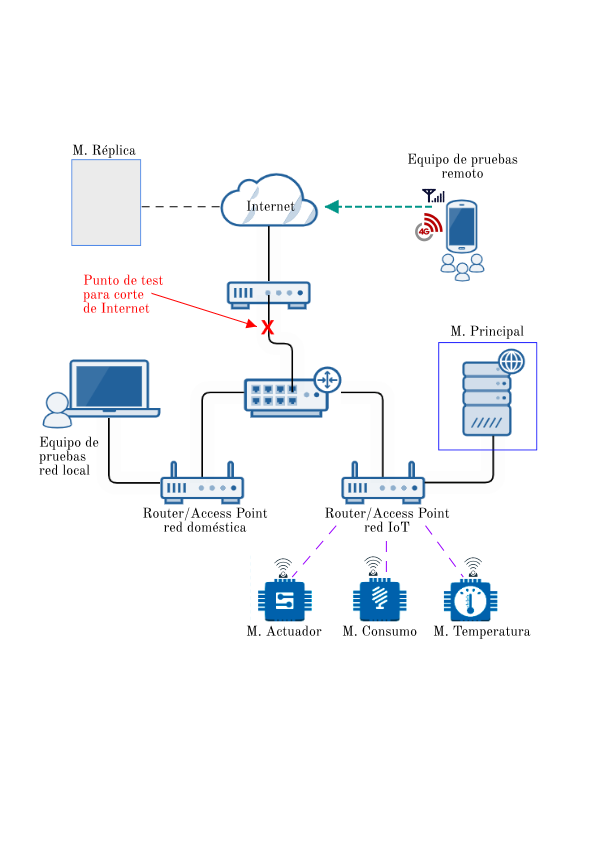 M. Réplica
Equipo de pruebas
remoto
Internet
4G
Punto de test
para corte
de Internet
X
M. Principal
Equipo de
pruebas
red local
Router/Access Point
red doméstica
Router/Access Point
red IoT
M. Actuador
M. Consumo
M. Temperatura